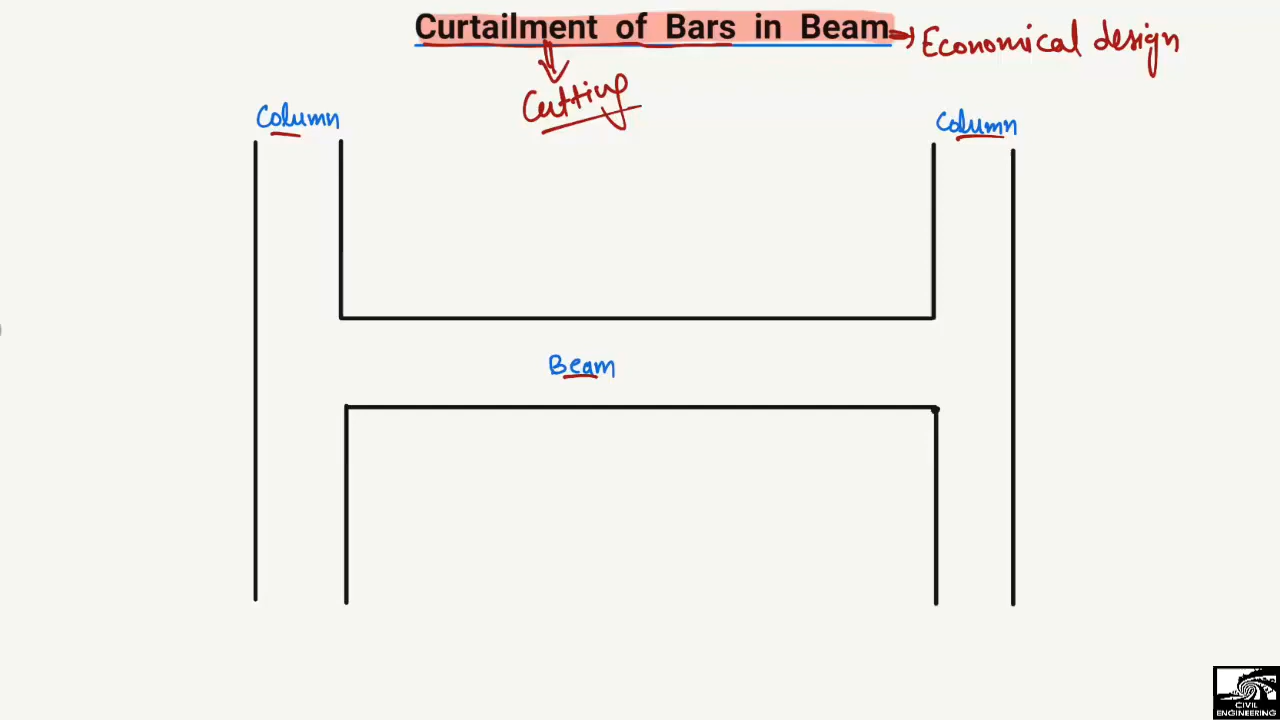 Curtailment of Bars in Beam
Economical design
Cutting
Column
Column
Beam
CIVIL
ENGINEERING